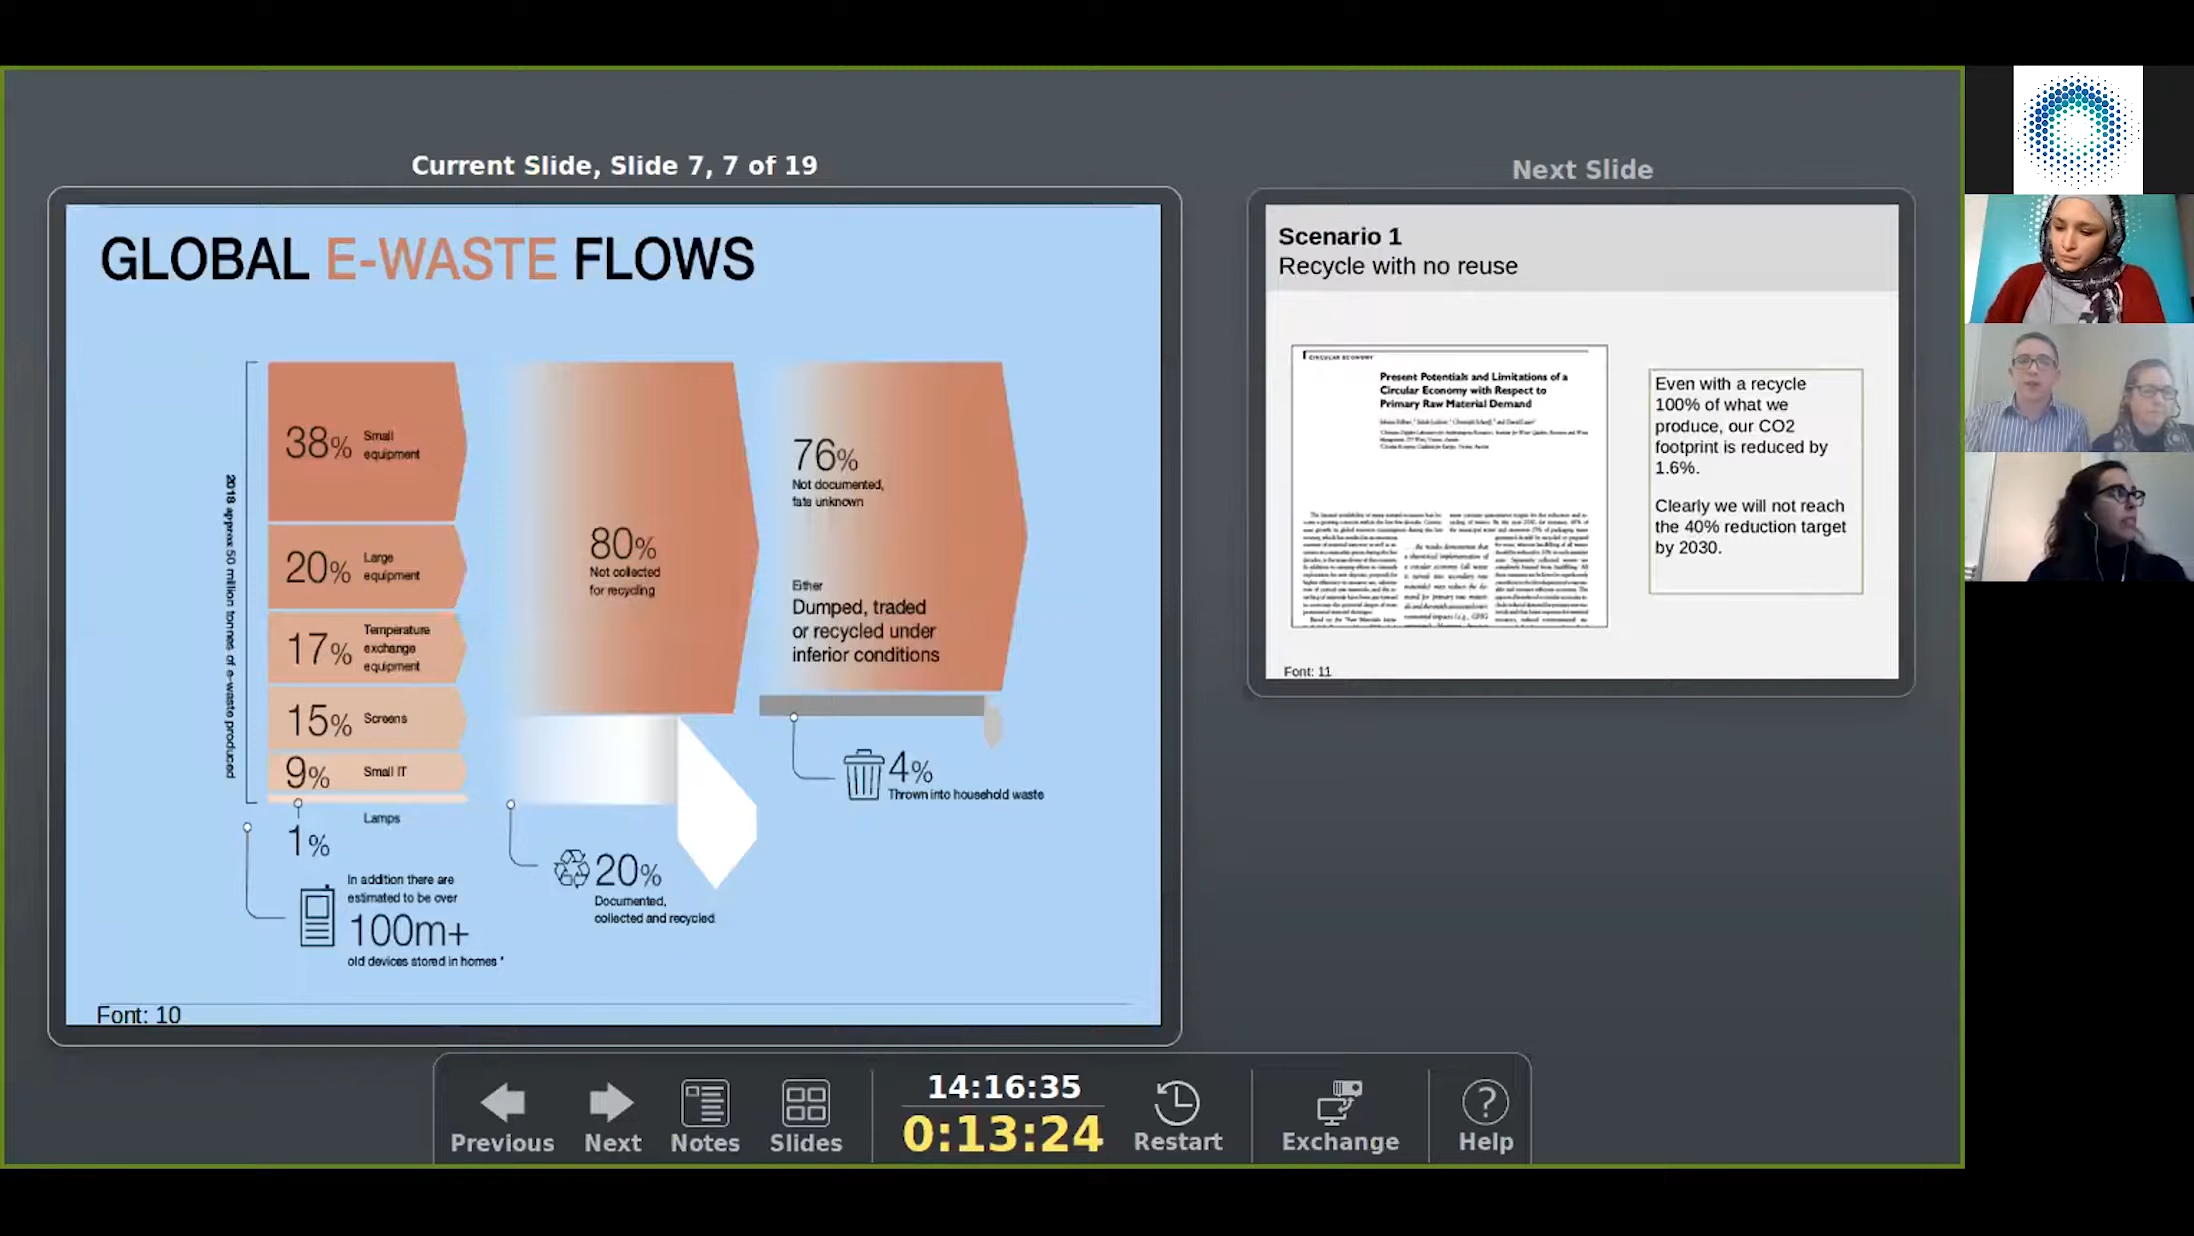 Current Slide, Slide 7, 7 of 19
GLOBAL E-WASTE FLOWS
2018 approx 50 million tonnes of e-waste produced
38% Small
equipment
20% Large
equipment
17% Temperature
exchange
equipment
15% Screens
9% Small IT
Lamps
1%
In addition there are
estimated to be over
100m+
old devices stored in homes *
80%
Not collected
for recycling
20%
Documented,
collected and recycled
76%
Not documented,
fate unknown
Either
Dumped, traded
or recycled under
inferior conditions
4%
Thrown into household waste
Font: 10
Next Slide
Scenario 1
Recycle with no reuse
CIRCULAR ECONOMY
Present Potentials and Limitations of a
Circular Economy with Respect to
Primary Raw Material Demand
Even with a recycle
100% of what we
produce, our CO2
footprint is reduced by
1.6%.
Clearly we will not reach
the 40% reduction target
by 2030.
Font: 11
Previous
Next
Notes
Slides
14:16:35
0:13:24
Restart
Exchange
Help